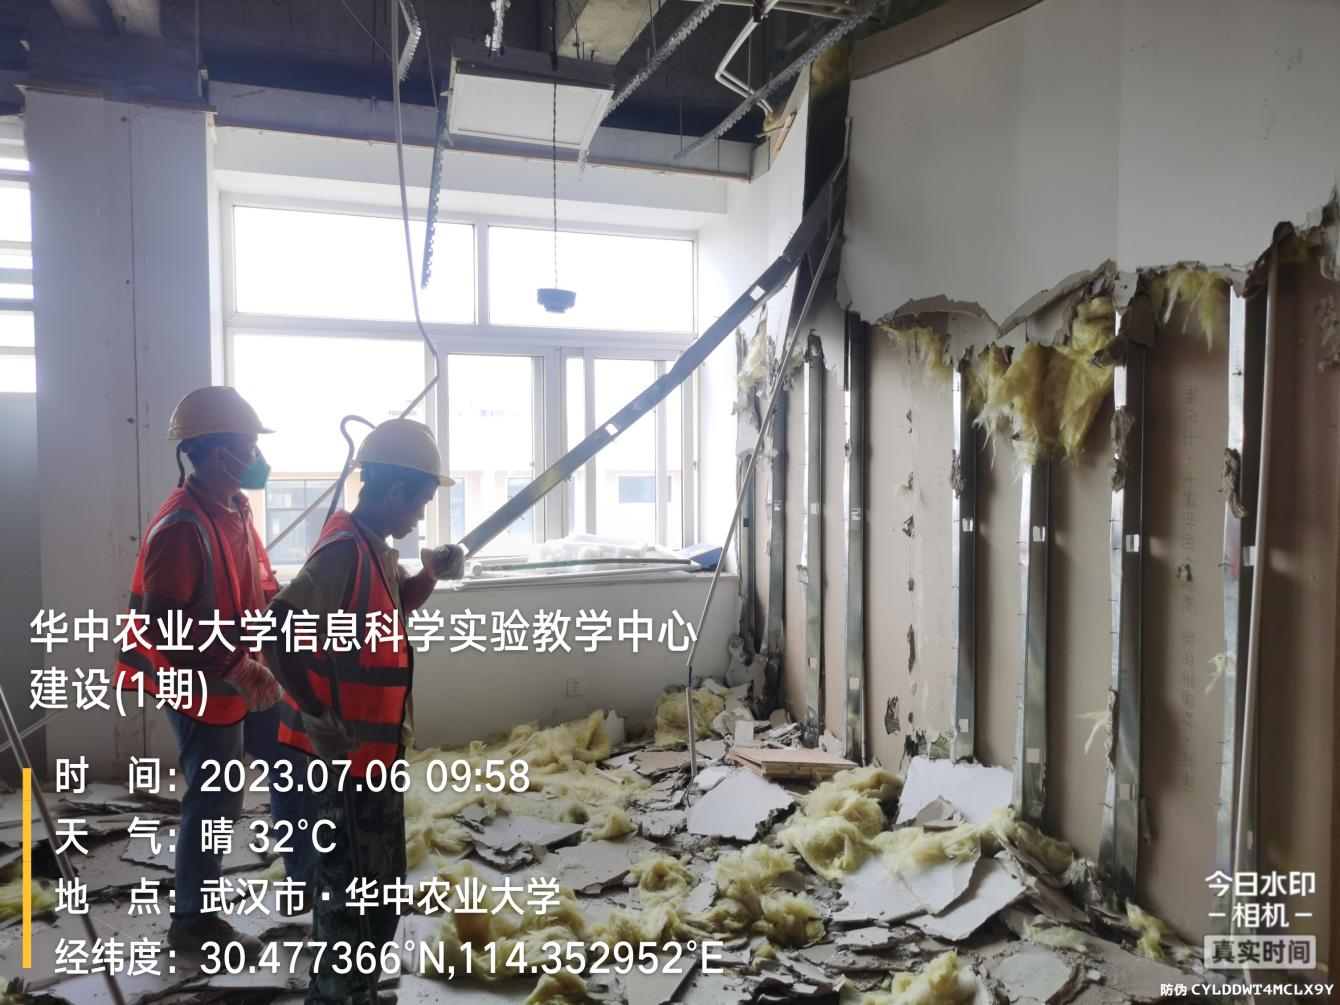 华中农业大学信息科学实验教学中心
建设(1期)
时 间：2023.07.06 09:58
天 气：晴 32°C
地 点：武汉市·华中农业大学
经纬度：30.477366°N,114.352952°E
今日水印
相机
真实时间
防伪 CYLDDWT4MCLX9Y